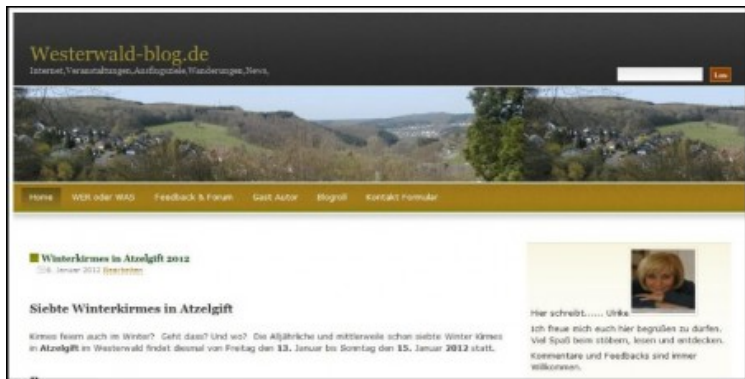 Westerwald-blog.de
Internet,Veranstaltungen,Ausflugsziele,Wanderungen,News,
Los
Home WER oder WAS Feedback & Forum Gast Autor Blogroll Kontakt Formular
Winterkirmes in Atzelgift 2012
6. Januar 2012 Bearbeiten
Siebte Winterkirmes in Atzelgift
Kirmes feiern auch im Winter? Geht dass? Und wo? Die Alljährliche und mittlerweile schon siebte Winter Kirmes
in Atzelgift im Westerwald findet diesmal von Freitag den 13. Januar bis Sonntag den 15. Januar 2012 statt.
Hier schreibt...... Ulrike
Ich freue mich euch hier begrüßen zu dürfen.
Viel Spaß beim stöbern, lesen und entdecken.
Kommentare und Feedbacks sind immer
Willkommen.